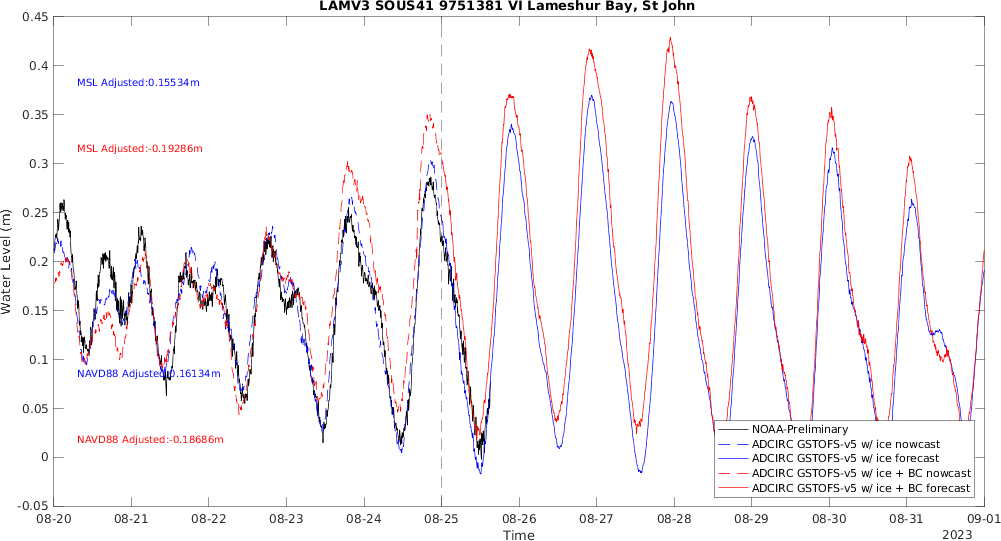 LAMV3 SOUS41 9751381 VI Lameshur Bay, St John
0.45
0.4
0.35
0.3
0.25
0.2
0.15
0.1
0.05
0
-0.05
Water Level (m)
MSL Adjusted:0.15534m
MSL Adjusted:-0.19286m
NAVD88 Adjusted:0.16134m
NAVD88 Adjusted:-0.18686m
NOAA-Preliminary
ADCIRC GSTOFS-v5 w/ ice nowcast
ADCIRC GSTOFS-v5 w/ ice forecast
ADCIRC GSTOFS-v5 w/ ice + BC nowcast
ADCIRC GSTOFS-v5 w/ ice + BC forecast
08-20 08-21 08-22 08-23 08-24 08-25 08-26 08-27 08-28 08-29 08-30 08-31 09-01
Time
2023